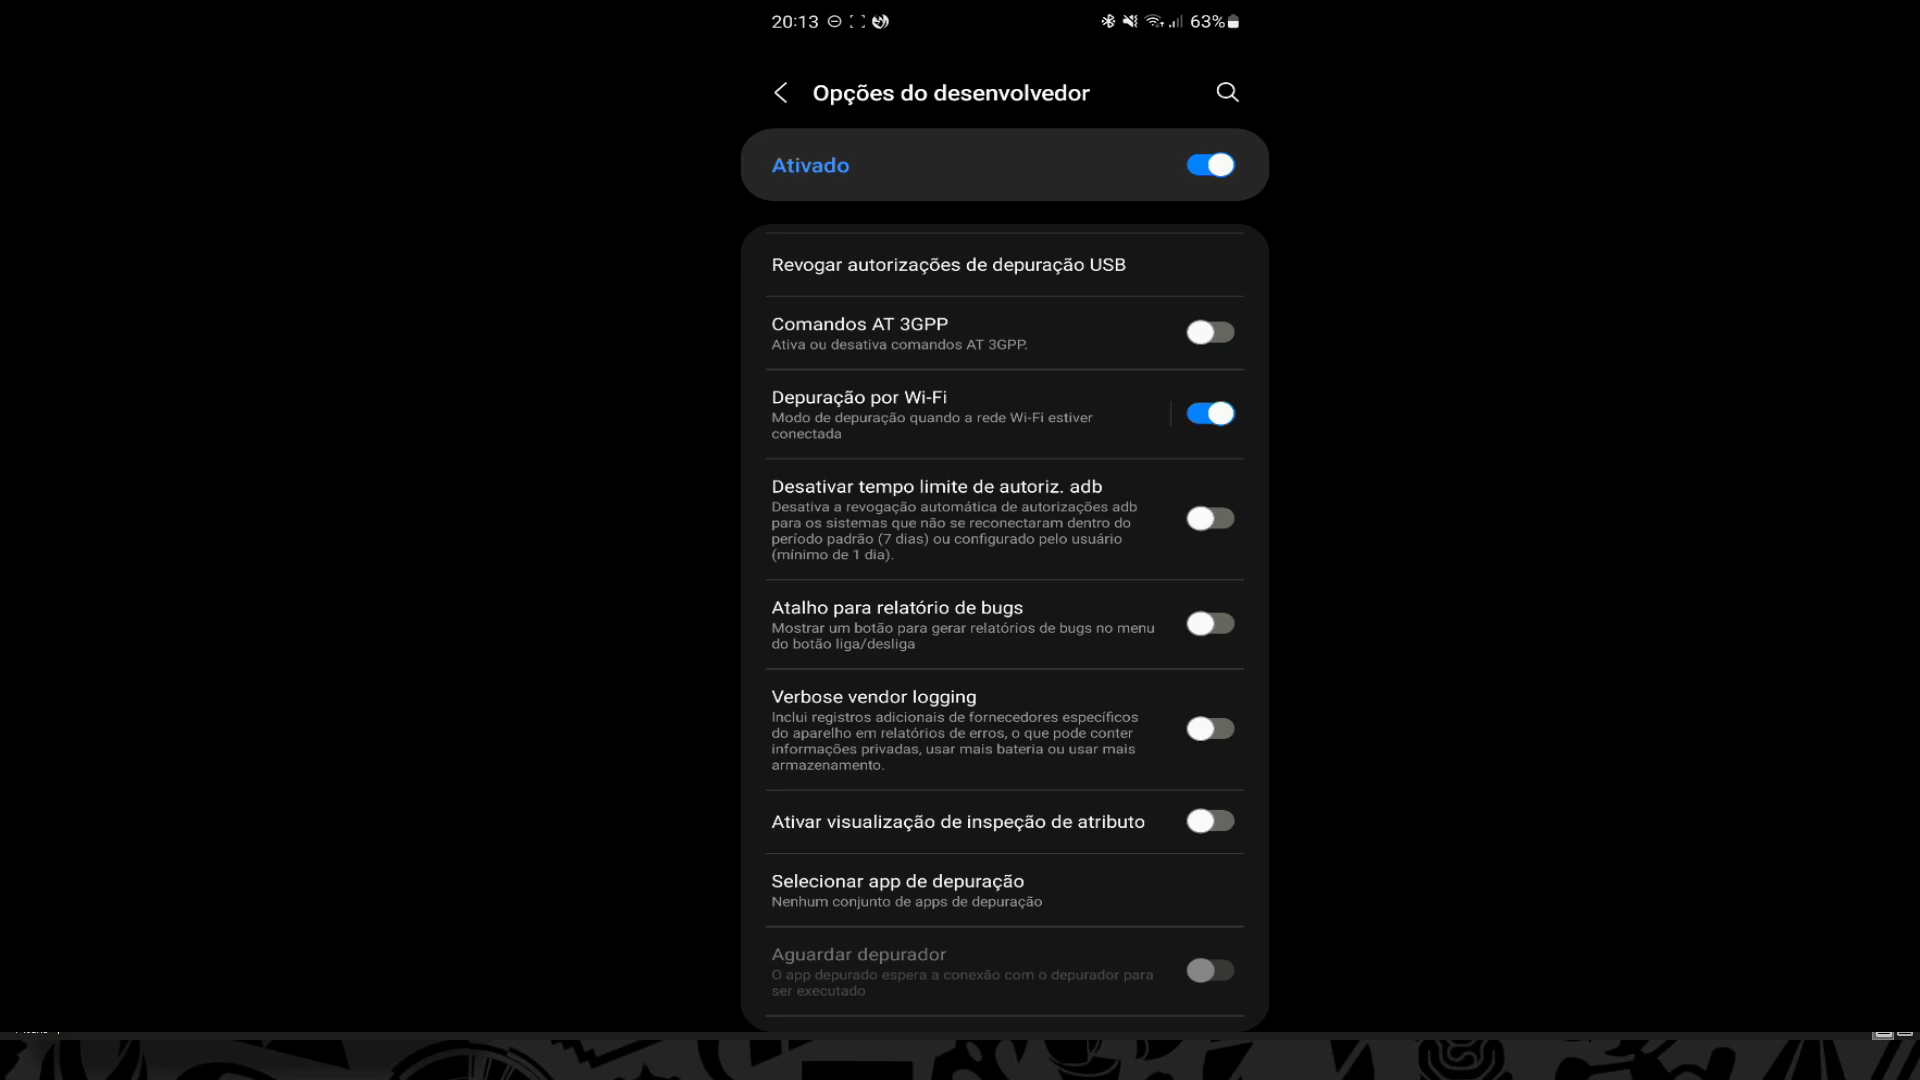 20:13
63%
Opções do desenvolvedor
Ativado
Revogar autorizações de depuração USB
Comandos AT 3GPP
Ativa ou desativa comandos AT 3GPP.
Depuração por Wi-Fi
Modo de depuração quando a rede Wi-Fi estiver
conectada
Desativar tempo limite de autoriz. adb
Desativa a revogação automática de autorizações adb
para os sistemas que não se reconectaram dentro do
período padrão (7 dias) ou configurado pelo usuário
(mínimo de 1 dia).
Atalho para relatório de bugs
Mostrar um botão para gerar relatórios de bugs no menu
do botão liga/desliga
Verbose vendor logging
Inclui registros adicionais de fornecedores específicos
do aparelho em relatórios de erros, o que pode conter
informações privadas, usar mais bateria ou usar mais
armazenamento.
Ativar visualização de inspeção de atributo
Selecionar app de depuração
Nenhum conjunto de apps de depuração
Aguardar depurador
O app depurado espera a conexão com o depurador para
ser executado